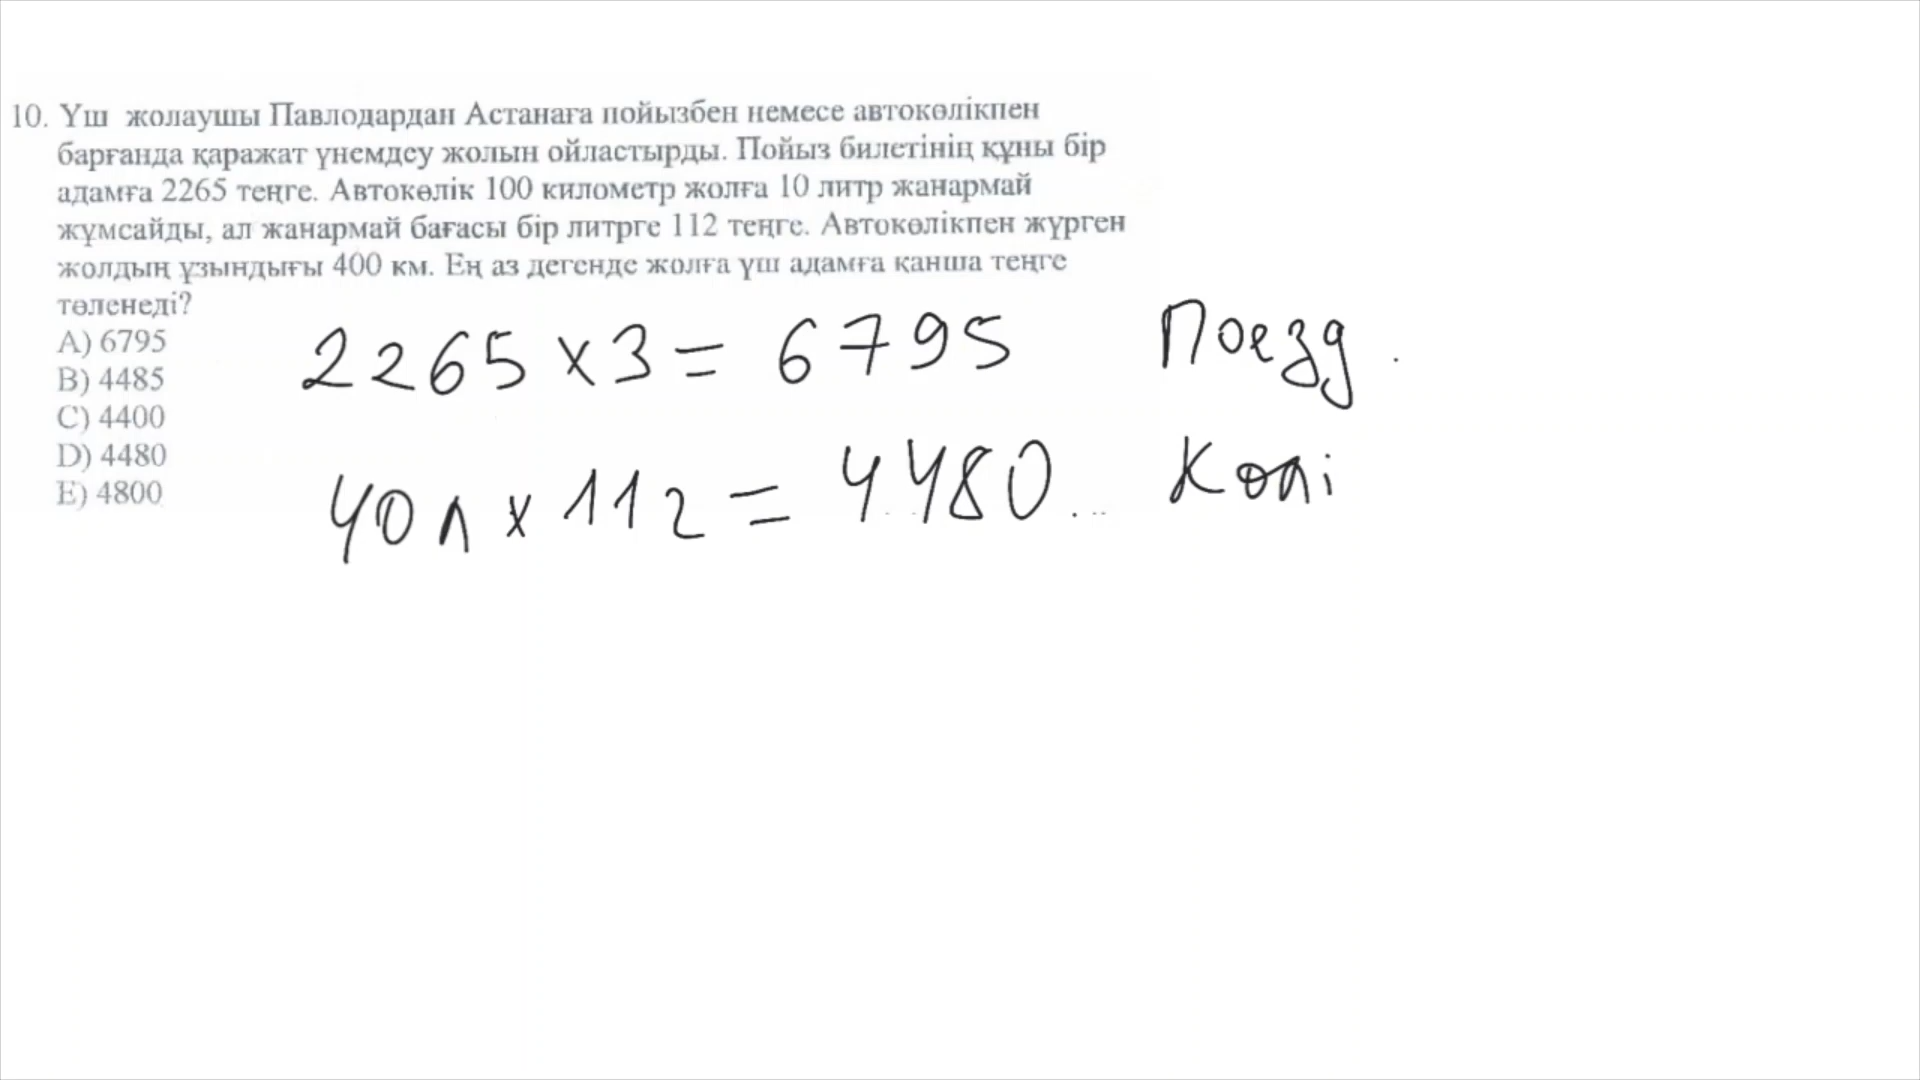 10. Үш жолаушы Павлодардан Астанаға пойызбен немесе автокөлікпен
барғанда қаражат үнемдеу жолын ойластырды. Пойыз билетінің құны бір
адамға 2265 теңге. Автокөлік 100 километр жолға 10 литр жанармай
жұмсайды, ал жанармай бағасы бір литрге 112 теңге. Автокөлікпен жүрген
жолдың ұзындығы 400 км. Ең аз дегенде жолға үш адамға қанша теңге
төленеді?
A) 6795
B) 4485
C) 4400
D) 4480
E) 4800
2265 x 3 = 6795 Поезд.
40 л x 112 = 4480 Колі